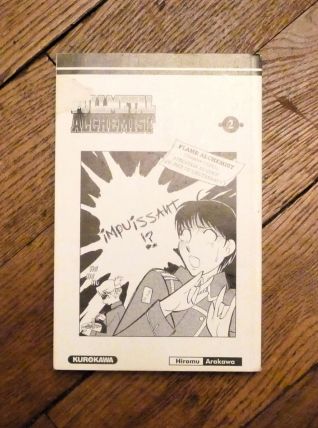 FULLMETAL
ALCHEMIST
2
FLAME ALCHEMIST
IMPUISSANT
!?
KUROKAWA
Hiromu Arakawa